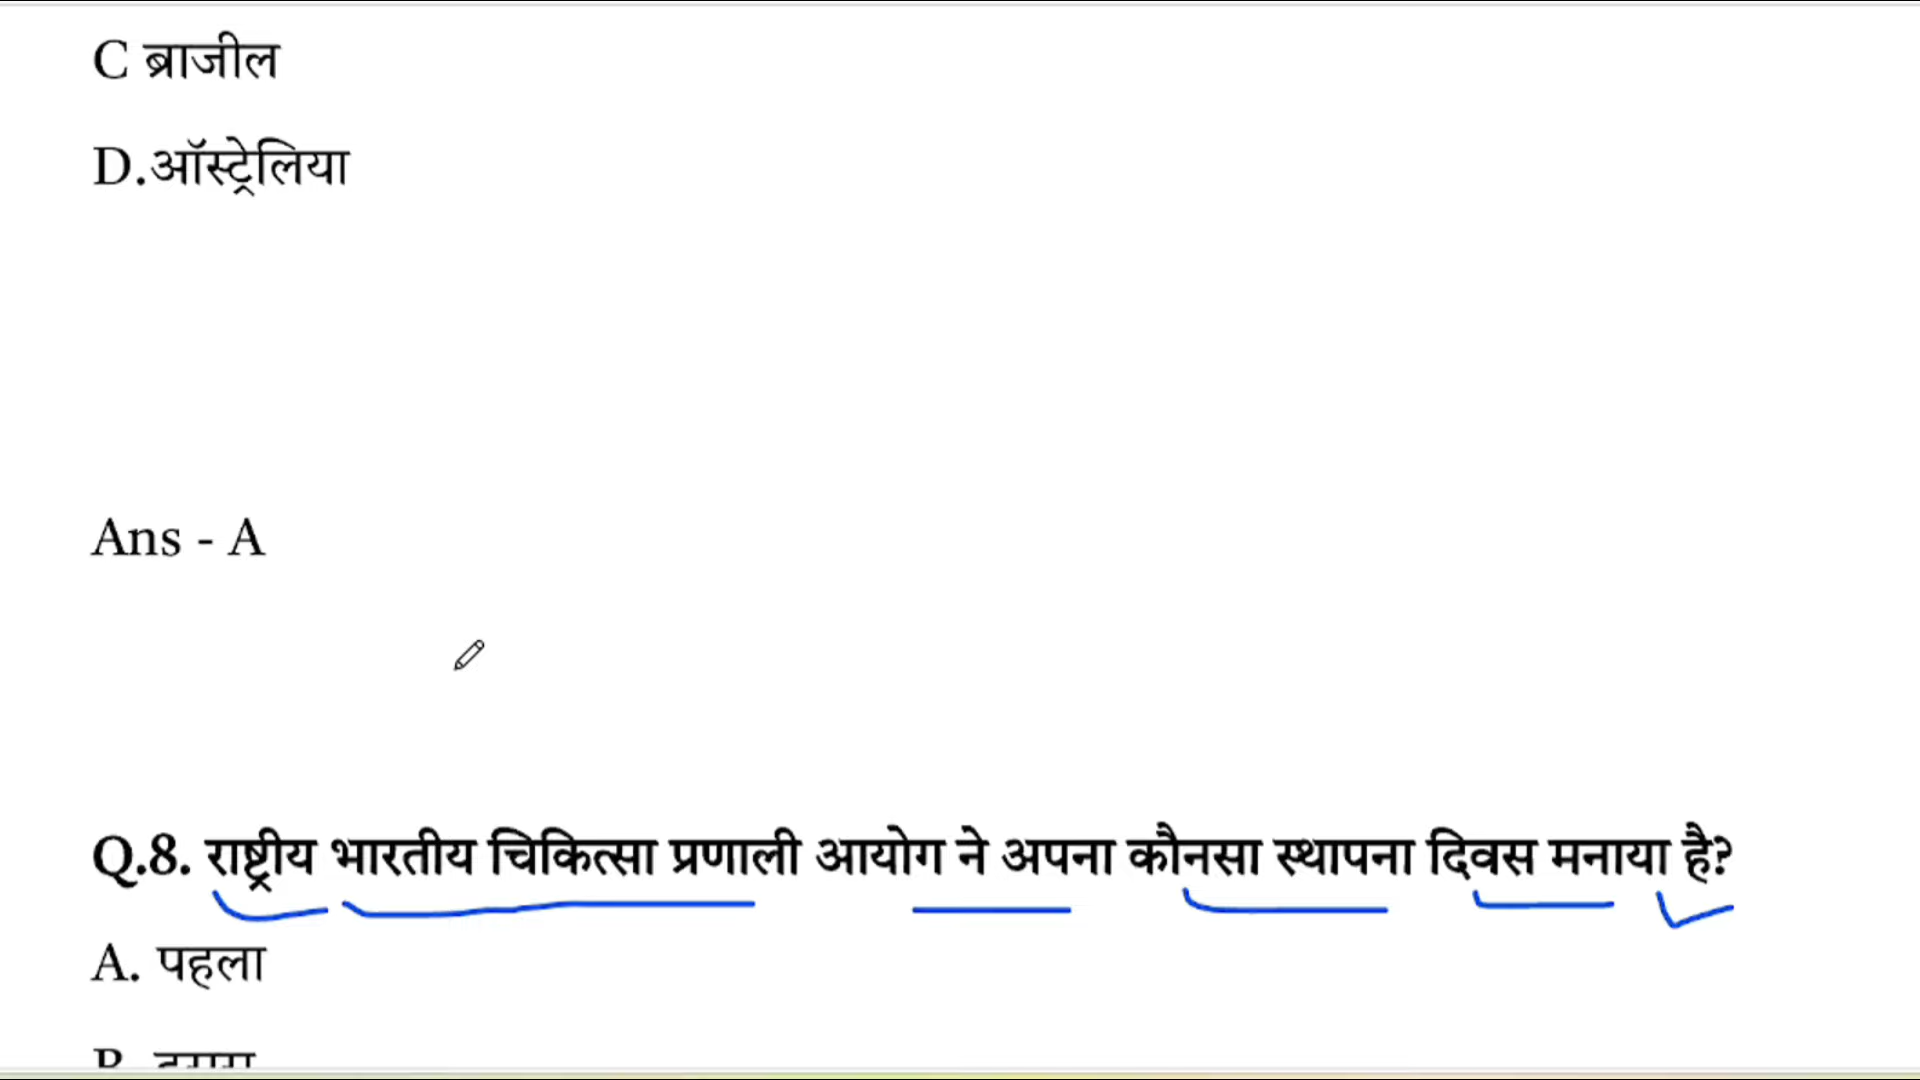 C ब्राजील
D.ऑस्ट्रेलिया
Ans - A
Q.8. राष्ट्रीय भारतीय चिकित्सा प्रणाली आयोग ने अपना कौनसा स्थापना दिवस मनाया है?
A. पहला